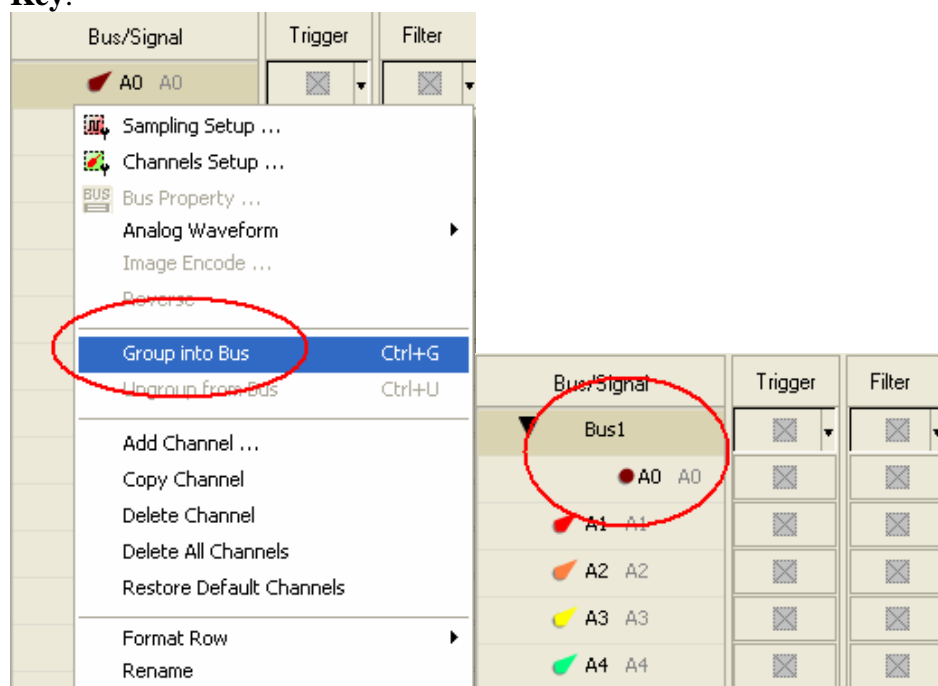 Key.
Bus/Signal Trigger Filter
A0 A0
Sampling Setup ...
Channels Setup ...
BUS Bus Property ...
Analog Waveform
Image Encode ...
Reverse
Group into Bus Ctrl+G
Ungroup from Bus Ctrl+U
Add Channel ...
Copy Channel
Delete Channel
Delete All Channels
Restore Default Channels
Format Row
Rename
Bus/Signal Trigger Filter
Bus1
A0 A0
A1 A1
A2 A2
A3 A3
A4 A4